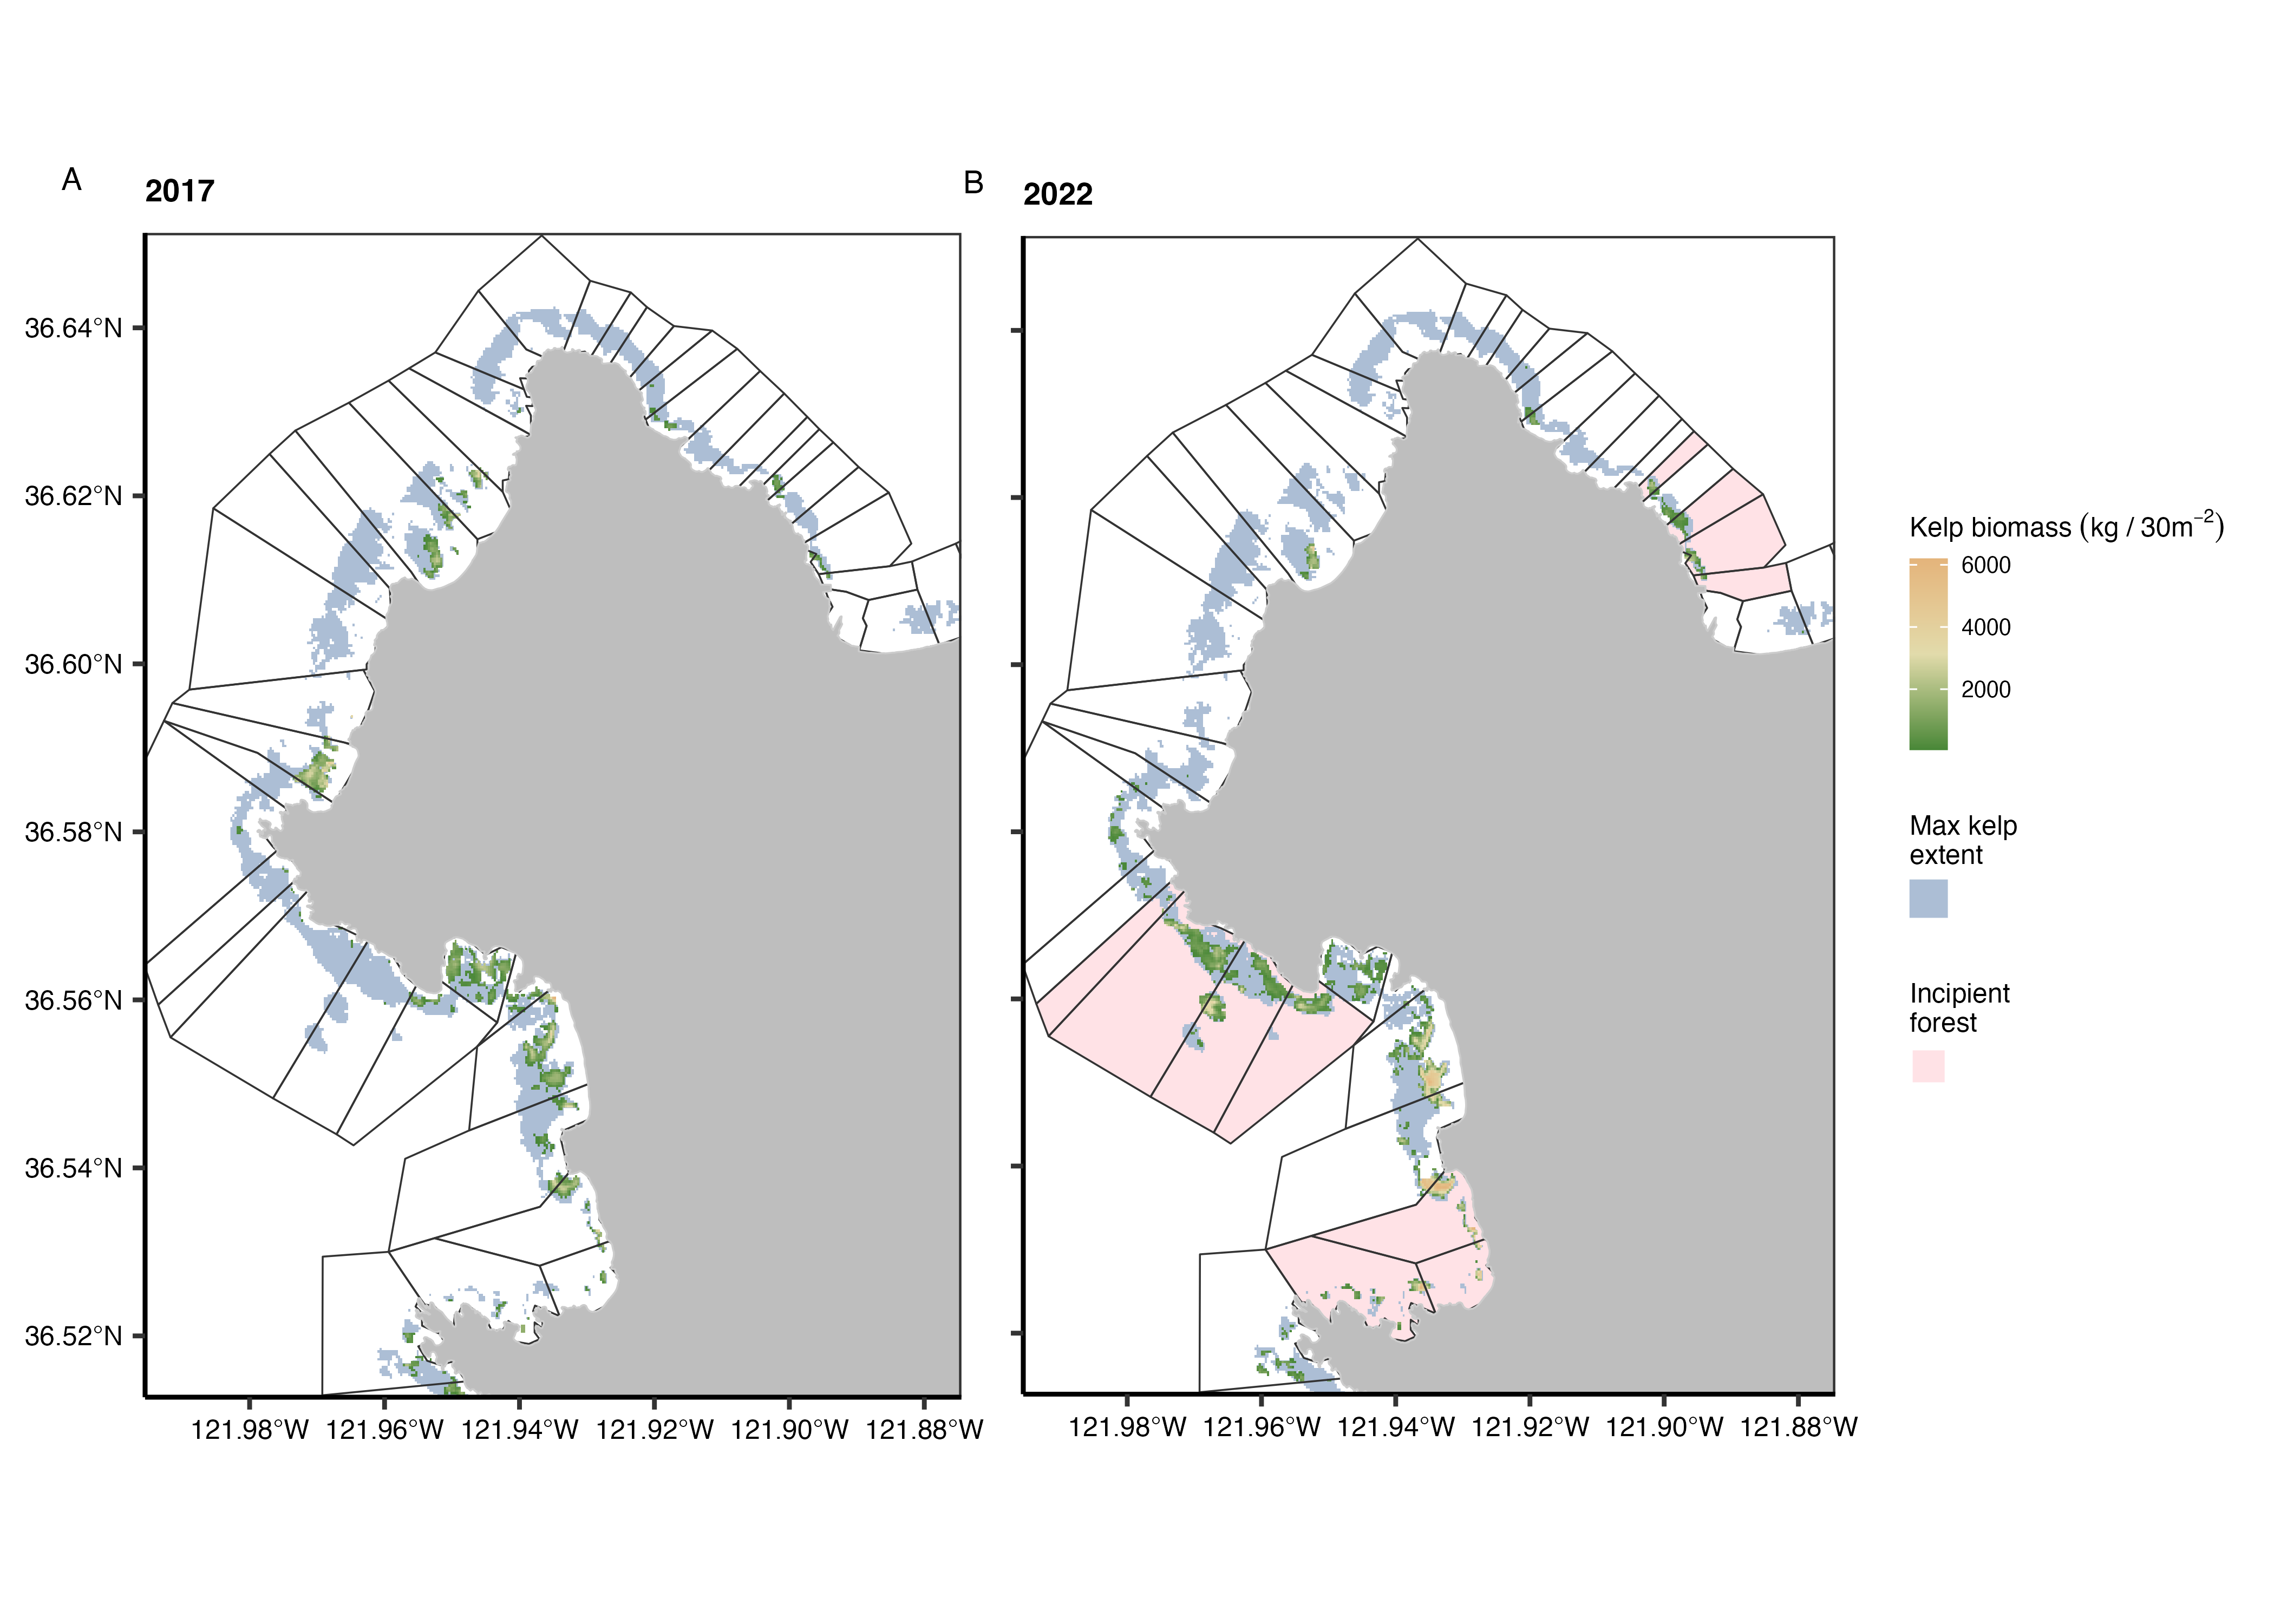 A
2017
B
2022
36.64°N
36.62°N
36.60°N
36.58°N
36.56°N
36.54°N
36.52°N
121.98°W 121.96°W 121.94°W 121.92°W 121.90°W 121.88°W
121.98°W 121.96°W 121.94°W 121.92°W 121.90°W 121.88°W
Kelp biomass (kg / 30m⁻²)
6000
4000
2000
Max kelp
extent
Incipient
forest